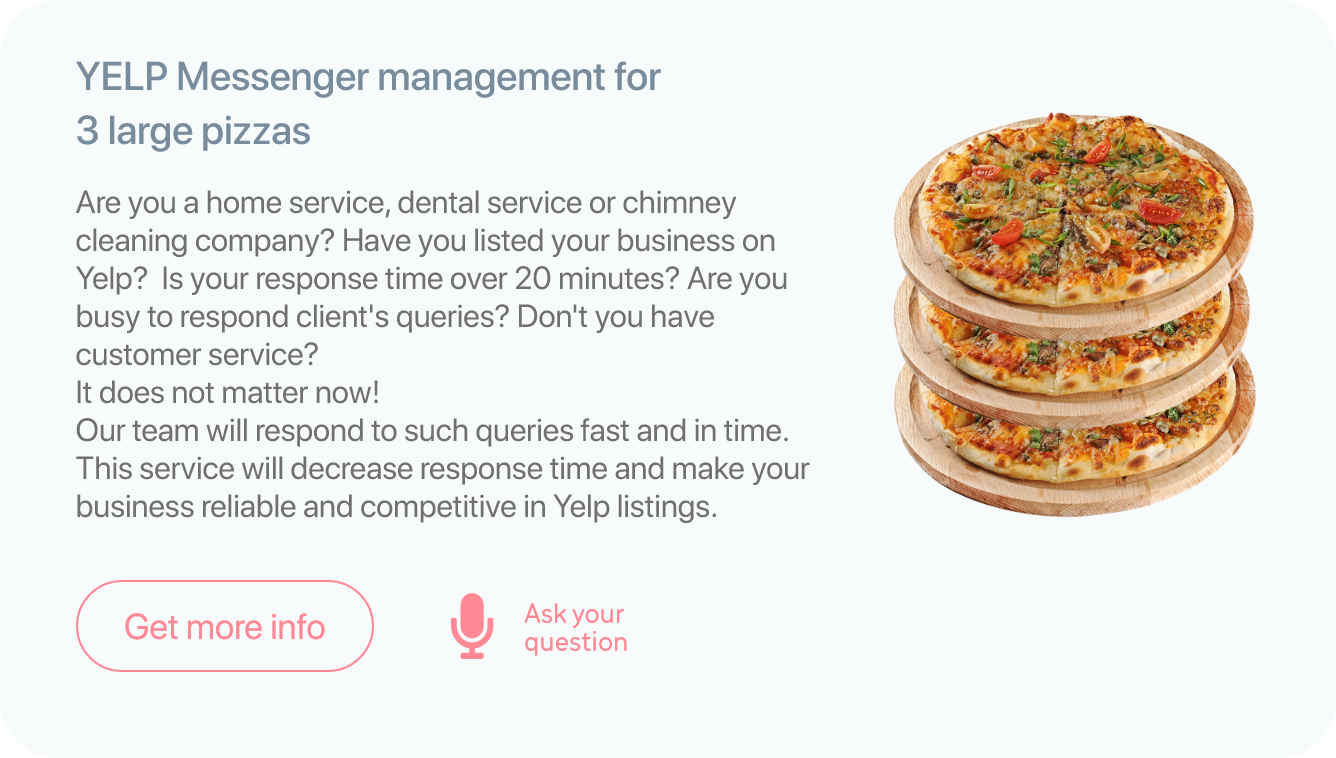 YELP Messenger management for
3 large pizzas
Are you a home service, dental service or chimney
cleaning company? Have you listed your business on
Yelp?  Is your response time over 20 minutes? Are you
busy to respond client's queries? Don't you have
customer service?
It does not matter now!
Our team will respond to such queries fast and in time.
This service will decrease response time and make your
business reliable and competitive in Yelp listings.
Get more info
Ask your
question